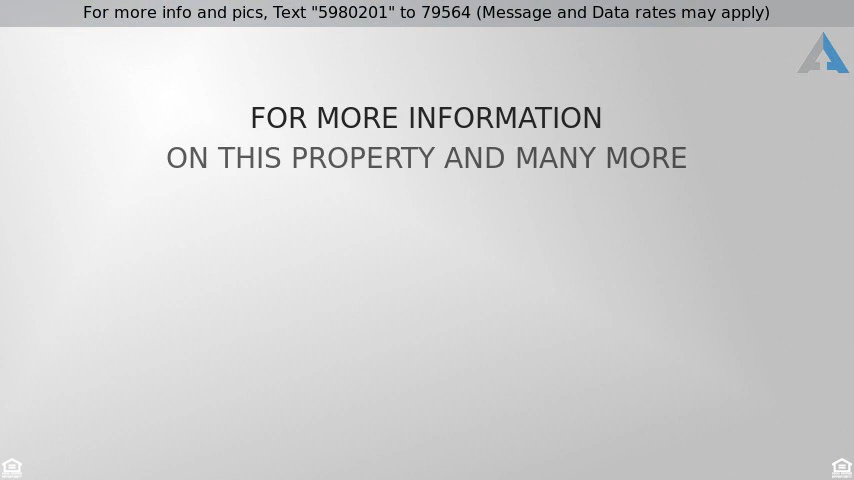 For more info and pics, Text "5980201" to 79564 (Message and Data rates may apply)
FOR MORE INFORMATION
ON THIS PROPERTY AND MANY MORE